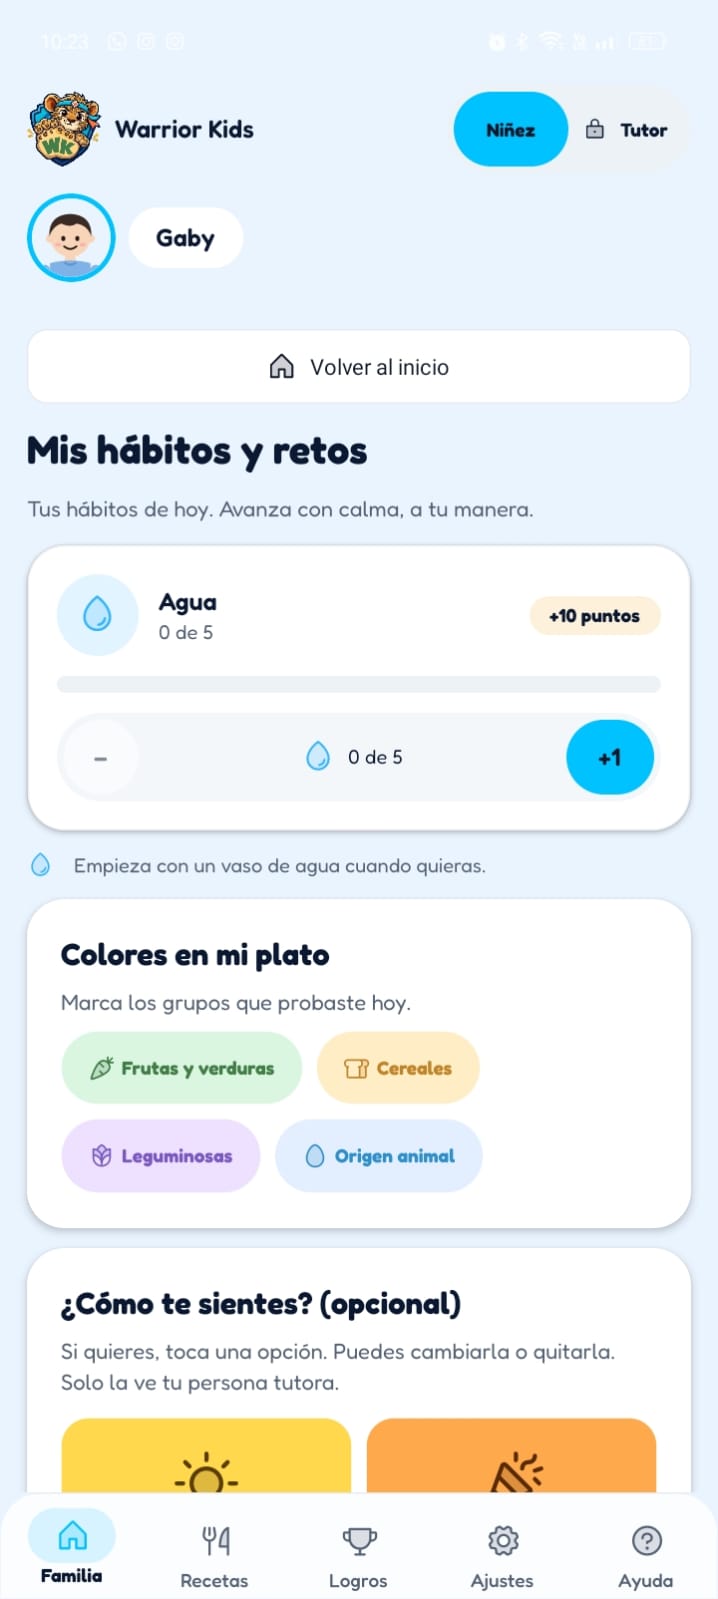 10:23
WK
Warrior Kids
Niñez
Tutor
Gaby
Volver al inicio
Mis hábitos y retos
Tus hábitos de hoy. Avanza con calma, a tu manera.
Agua
0 de 5
+10 puntos
-
0 de 5
+1
Empieza con un vaso de agua cuando quieras.
Colores en mi plato
Marca los grupos que probaste hoy.
Frutas y verduras
Cereales
Leguminosas
Origen animal
¿Cómo te sientes? (opcional)
Si quieres, toca una opción. Puedes cambiarla o quitarla.
Solo la ve tu persona tutora.
Familia
Recetas
Logros
Ajustes
Ayuda